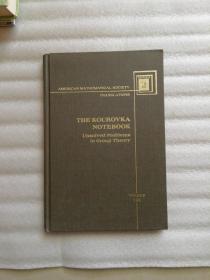 AMERICAN MATHEMATICAL SOCIETY
TRANSLATIONS
THE KOUROVKA
NOTEBOOK
Unsolved Problems
in Group Theory